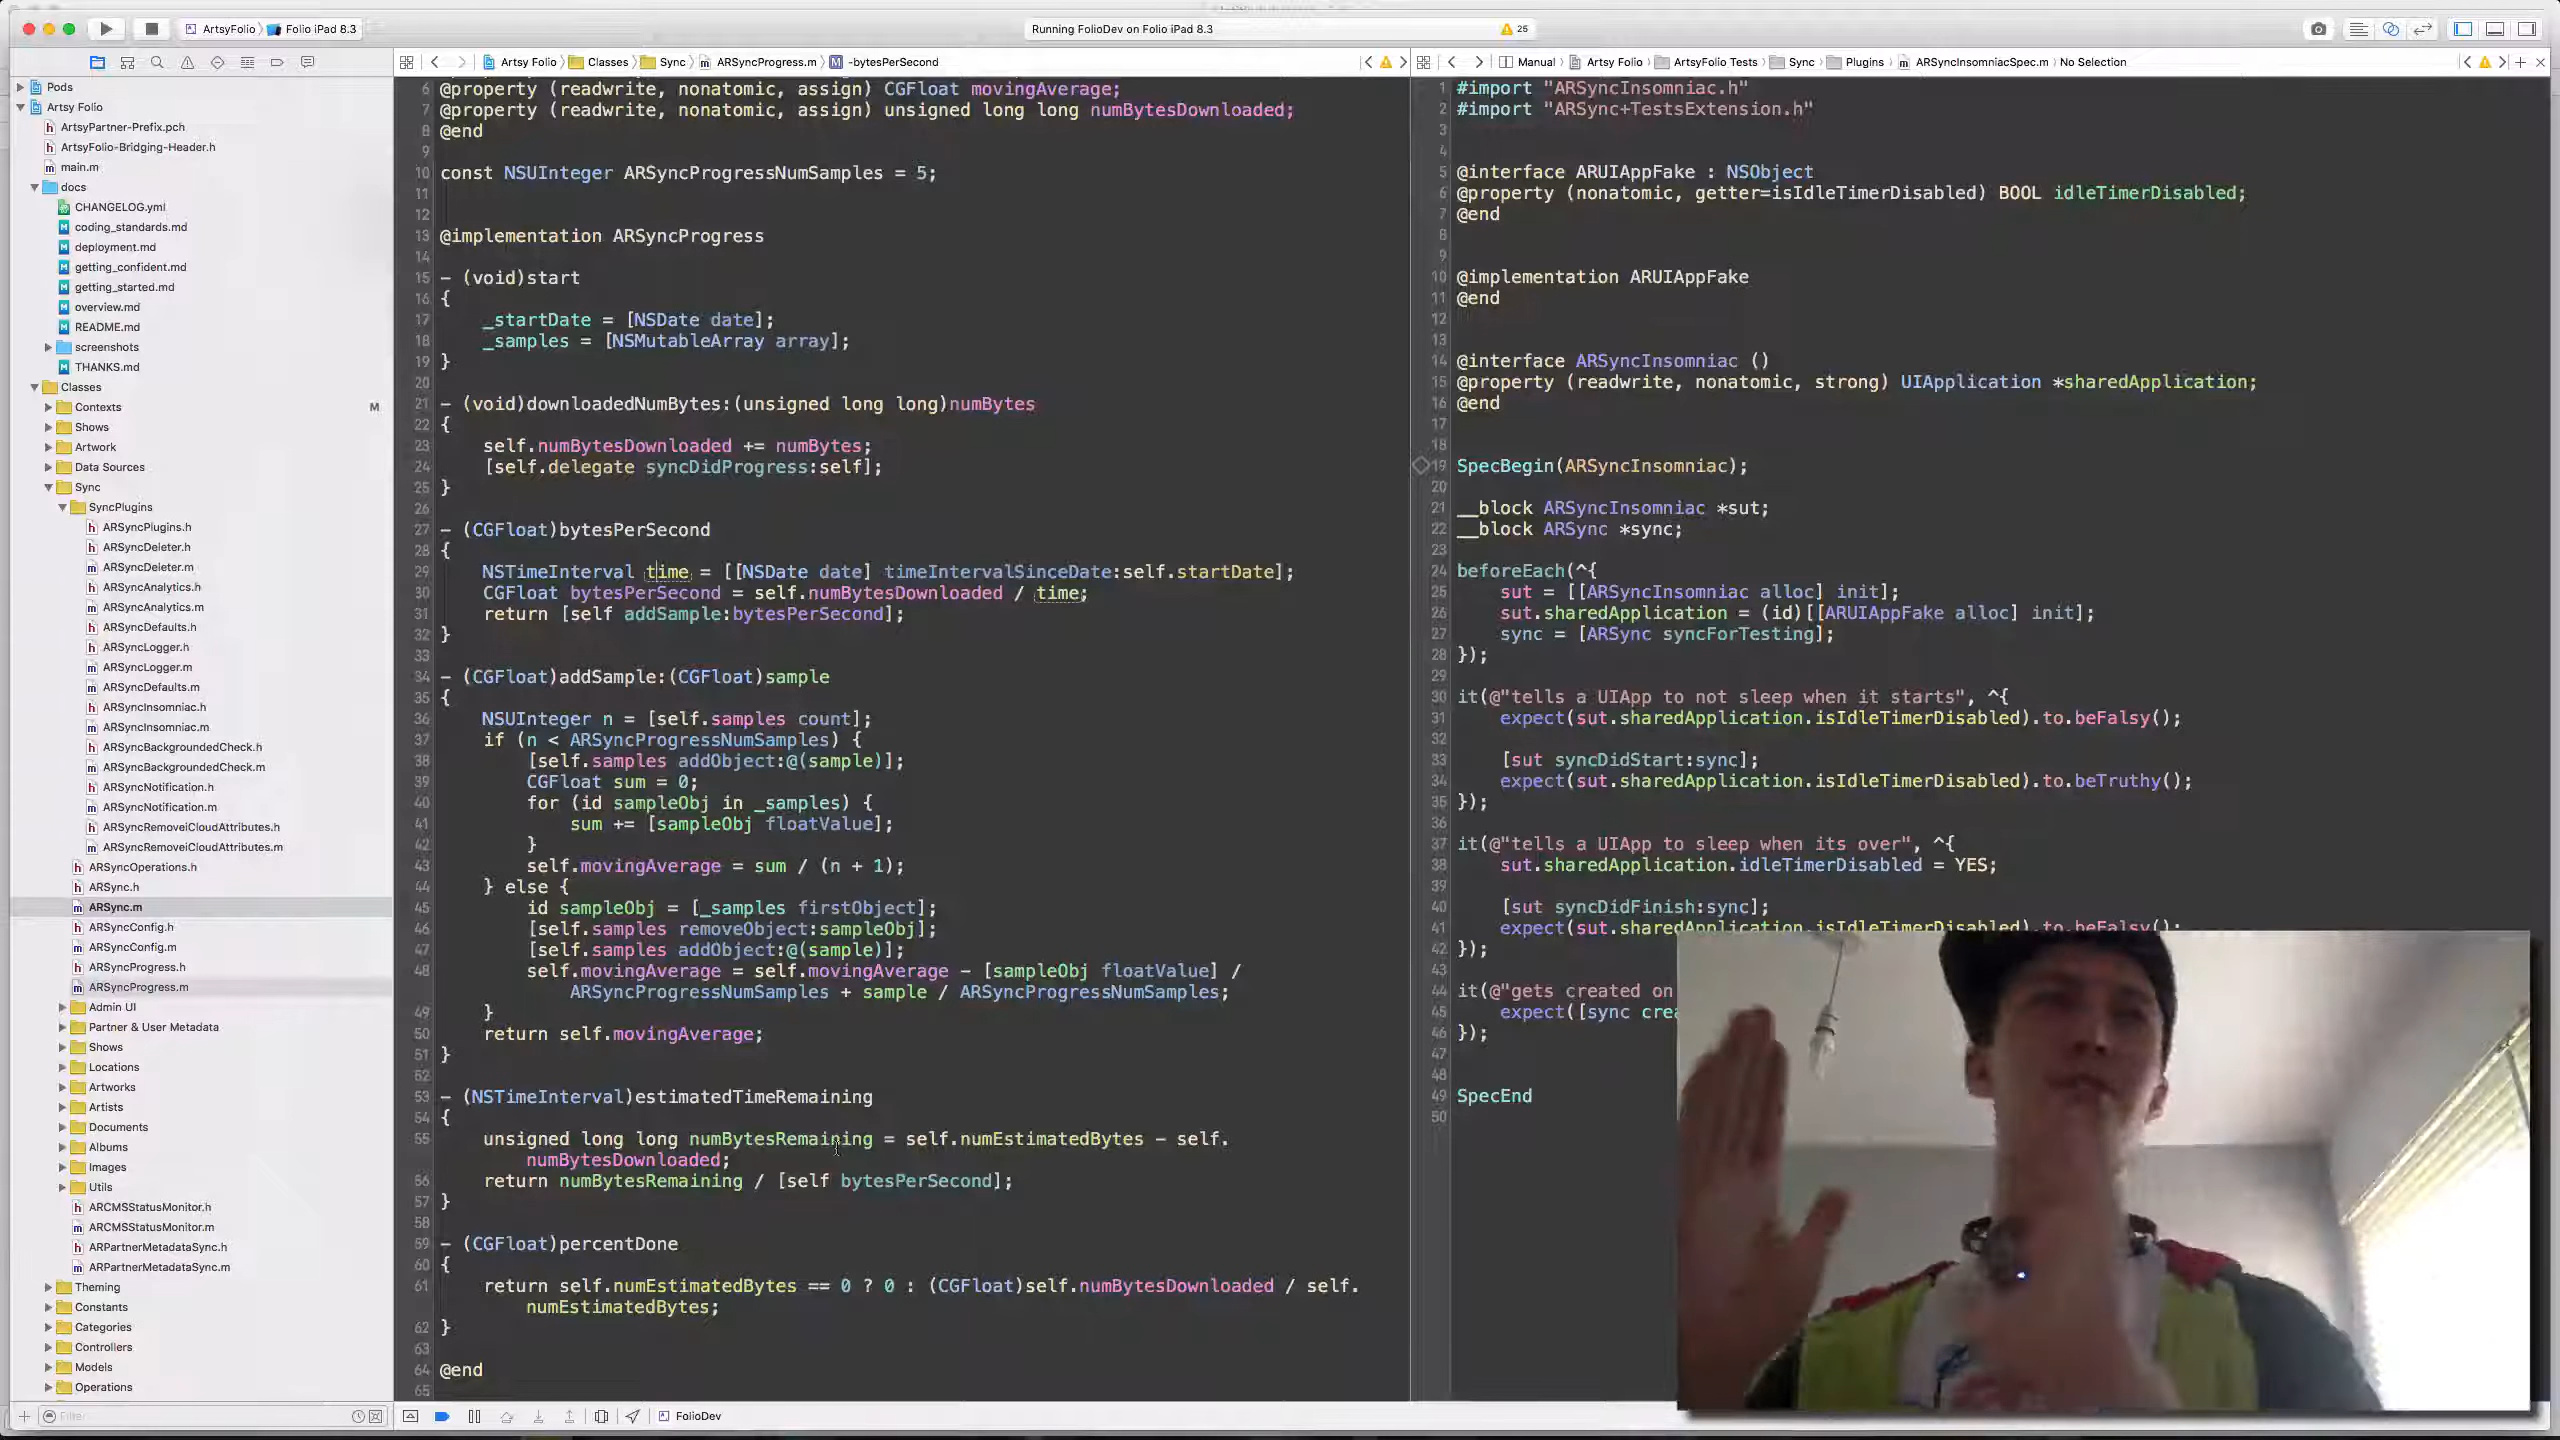 ArtsyFolio
Folio iPad 8.3
Running FolioDev on Folio iPad 8.3
25
Artsy Folio
Classes
Sync
ARSyncProgress.m
M
-bytesPerSecond
Manual
Artsy Folio
ArtsyFolio Tests
Sync
Plugins
ARSyncInsomniacSpec.m
No Selection
Pods
Artsy Folio
ArtsyPartner-Prefix.pch
ArtsyFolio-Bridging-Header.h
main.m
docs
CHANGELOG.yml
coding_standards.md
deployment.md
getting_confident.md
getting_started.md
overview.md
README.md
screenshots
THANKS.md
Classes
Contexts
M
Shows
Artwork
Data Sources
Sync
SyncPlugins
ARSyncPlugins.h
ARSyncDeleter.h
ARSyncDeleter.m
ARSyncAnalytics.h
ARSyncAnalytics.m
ARSyncDefaults.h
ARSyncLogger.h
ARSyncLogger.m
ARSyncDefaults.m
ARSyncInsomniac.h
ARSyncInsomniac.m
ARSyncBackgroundedCheck.h
ARSyncBackgroundedCheck.m
ARSyncNotification.h
ARSyncNotification.m
ARSyncRemoveiCloudAttributes.h
ARSyncRemoveiCloudAttributes.m
ARSyncOperations.h
ARSync.h
ARSync.m
ARSyncConfig.h
ARSyncConfig.m
ARSyncProgress.h
ARSyncProgress.m
Admin UI
Partner & User Metadata
Shows
Locations
Artworks
Artists
Documents
Albums
Images
Utils
ARCMSStatusMonitor.h
ARCMSStatusMonitor.m
ARPartnerMetadataSync.h
ARPartnerMetadataSync.m
Theming
Constants
Categories
Controllers
Models
Operations
Filter
6 @property (readwrite, nonatomic, assign) CGFloat movingAverage;
7 @property (readwrite, nonatomic, assign) unsigned long long numBytesDownloaded;
8 @end
9
10 const NSUInteger ARSyncProgressNumSamples = 5;
11
12
13 @implementation ARSyncProgress
14
15 - (void)start
16 {
17 _startDate = [NSDate date];
18 _samples = [NSMutableArray array];
19 }
20
21 - (void)downloadedNumBytes:(unsigned long long)numBytes
22 {
23 self.numBytesDownloaded += numBytes;
24 [self.delegate syncDidProgress:self];
25 }
26
27 - (CGFloat)bytesPerSecond
28 {
29 NSTimeInterval time = [[NSDate date] timeIntervalSinceDate:self.startDate];
30 CGFloat bytesPerSecond = self.numBytesDownloaded / time;
31 return [self addSample:bytesPerSecond];
32 }
33
34 - (CGFloat)addSample:(CGFloat)sample
35 {
36 NSUInteger n = [self.samples count];
37 if (n < ARSyncProgressNumSamples) {
38 [self.samples addObject:@(sample)];
39 CGFloat sum = 0;
40 for (id sampleObj in _samples) {
41 sum += [sampleObj floatValue];
42 }
43 self.movingAverage = sum / (n + 1);
44 } else {
45 id sampleObj = [_samples firstObject];
46 [self.samples removeObject:sampleObj];
47 [self.samples addObject:@(sample)];
48 self.movingAverage = self.movingAverage - [sampleObj floatValue] /
ARSyncProgressNumSamples + sample / ARSyncProgressNumSamples;
49 }
50 return self.movingAverage;
51 }
52
53 - (NSTimeInterval)estimatedTimeRemaining
54 {
55 unsigned long long numBytesRemaining = self.numEstimatedBytes - self.
numBytesDownloaded;
56 return numBytesRemaining / [self bytesPerSecond];
57 }
58
59 - (CGFloat)percentDone
60 {
61 return self.numEstimatedBytes == 0 ? 0 : (CGFloat)self.numBytesDownloaded / self.
numEstimatedBytes;
62 }
63
64 @end
65
1 #import "ARSyncInsomniac.h"
2 #import "ARSync+TestsExtension.h"
3
4
5 @interface ARUIAppFake : NSObject
6 @property (nonatomic, getter=isIdleTimerDisabled) BOOL idleTimerDisabled;
7 @end
8
9
10 @implementation ARUIAppFake
11 @end
12
13
14 @interface ARSyncInsomniac ()
15 @property (readwrite, nonatomic, strong) UIApplication *sharedApplication;
16 @end
17
18
19 SpecBegin(ARSyncInsomniac);
20
21 __block ARSyncInsomniac *sut;
22 __block ARSync *sync;
23
24 beforeEach(^{
25 sut = [[ARSyncInsomniac alloc] init];
26 sut.sharedApplication = (id)[[ARUIAppFake alloc] init];
27 sync = [ARSync syncForTesting];
28 });
29
30 it(@"tells a UIApp to not sleep when it starts", ^{
31 expect(sut.sharedApplication.isIdleTimerDisabled).to.beFalsy();
32
33 [sut syncDidStart:sync];
34 expect(sut.sharedApplication.isIdleTimerDisabled).to.beTruthy();
35 });
36
37 it(@"tells a UIApp to sleep when its over", ^{
38 sut.sharedApplication.idleTimerDisabled = YES;
39
40 [sut syncDidFinish:sync];
41 expect(sut.sharedApplication.isIdleTimerDisabled).to.beFalsy();
42 });
43
44 it(@"gets created on
45 expect([sync crea
46 });
47
48
49 SpecEnd
50
FolioDev